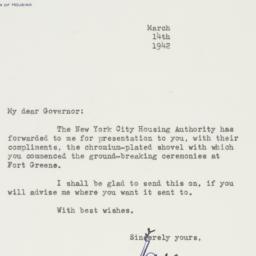 OF HOUSING
March
14th
1942
My dear Governor:
The New York City Housing Authority has
forwarded to me for presentation to you, with their
compliments, the chromium-plated shovel with which
you commenced the ground-breaking ceremonies at
Fort Greene.
I shall be glad to send this on, if you
will advise me where you want it sent to.
With best wishes.
Sincerely yours,